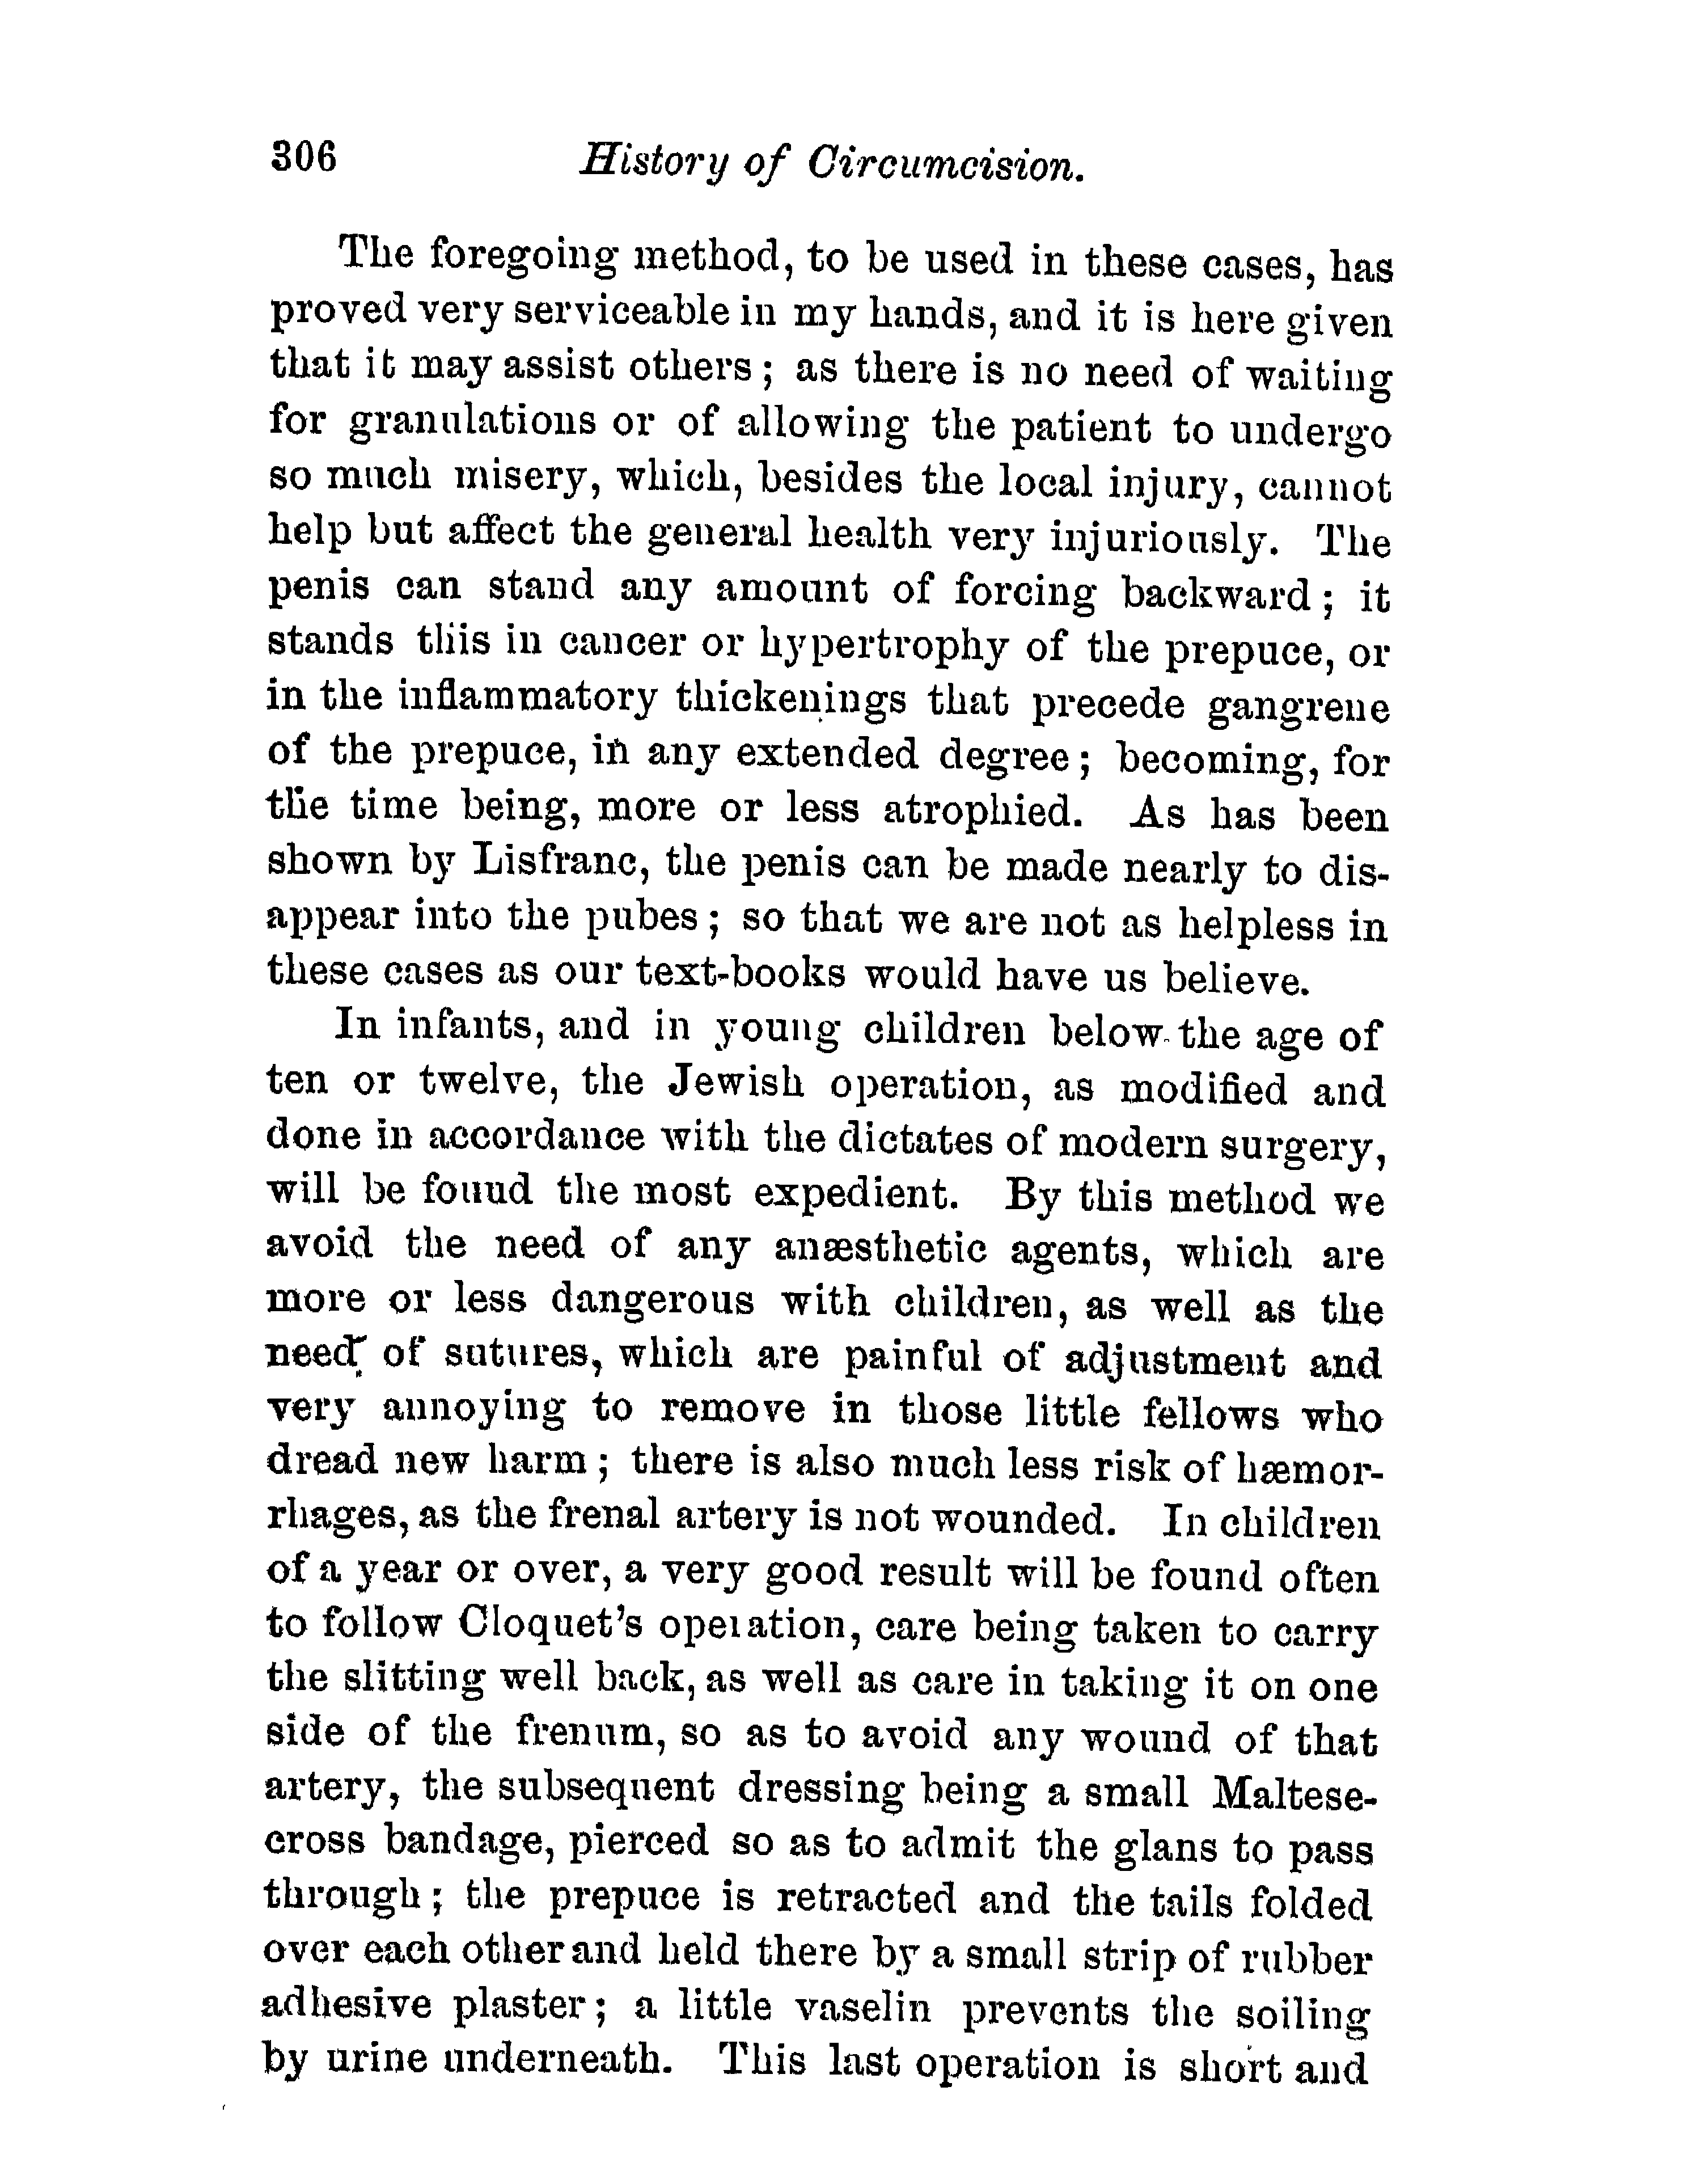 306 History of Circumcision.
The foregoing method, to be used in these cases, has
proved very serviceable in my hands, and it is here given
that it may assist others; as there is no need of waiting
for granulations or of allowing the patient to undergo
so much misery, which, besides the local injury, cannot
help but affect the general health very injuriously. The
penis can stand any amount of forcing backward; it
stands this in cancer or hypertrophy of the prepuce, or
in the inflammatory thickenings that precede gangrene
of the prepuce, in any extended degree; becoming, for
the time being, more or less atrophied. As has been
shown by Lisfranc, the penis can be made nearly to dis-
appear into the pubes; so that we are not as helpless in
these cases as our text-books would have us believe.
In infants, and in young children below the age of
ten or twelve, the Jewish operation, as modified and
done in accordance with the dictates of modern surgery,
will be found the most expedient. By this method we
avoid the need of any anæsthetic agents, which are
more or less dangerous with children, as well as the
need of sutures, which are painful of adjustment and
very annoying to remove in those little fellows who
dread new harm; there is also much less risk of hæmor-
rhages, as the frenal artery is not wounded. In children
of a year or over, a very good result will be found often
to follow Cloquet's operation, care being taken to carry
the slitting well back, as well as care in taking it on one
side of the frenum, so as to avoid any wound of that
artery, the subsequent dressing being a small Maltese-
cross bandage, pierced so as to admit the glans to pass
through; the prepuce is retracted and the tails folded
over each other and held there by a small strip of rubber
adhesive plaster; a little vaselin prevents the soiling
by urine underneath. This last operation is short and